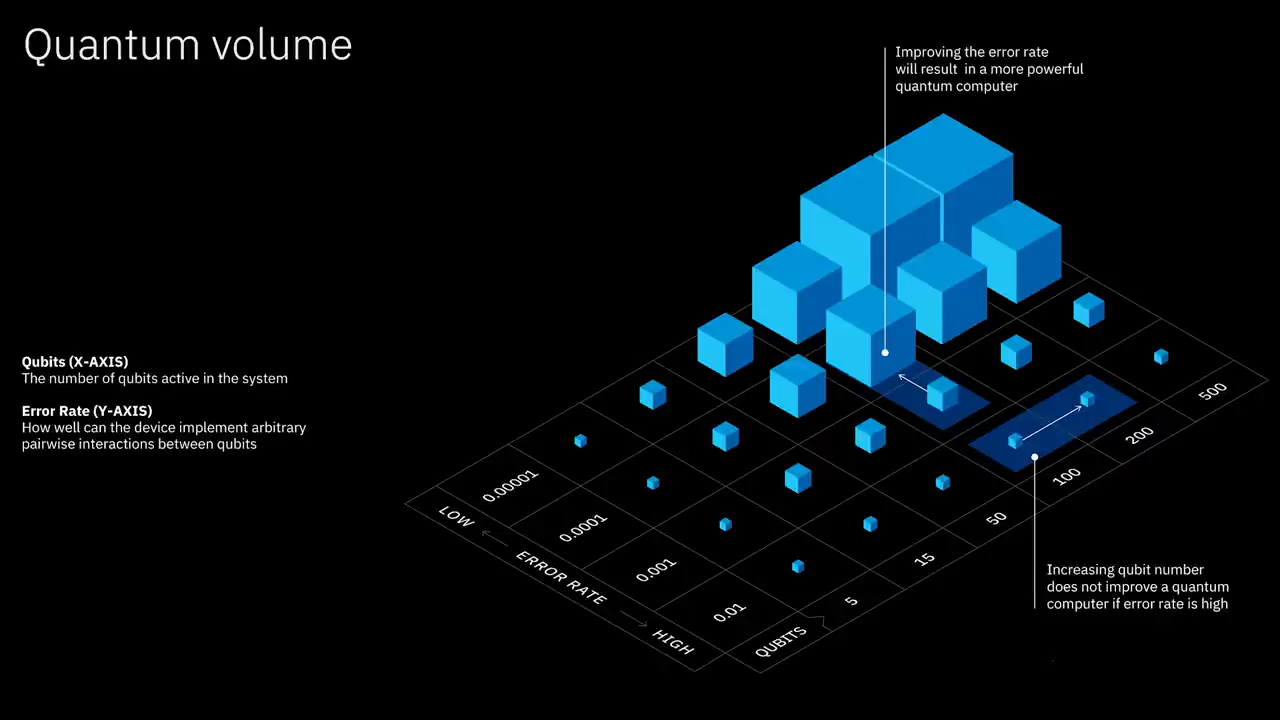 Quantum volume
Improving the error rate
will result in a more powerful
quantum computer
Qubits (X-AXIS)
The number of qubits active in the system
Error Rate (Y-AXIS)
How well can the device implement arbitrary
pairwise interactions between qubits
0.00001
0.0001
0.001
0.01
LOW
ERROR RATE
HIGH
QUBITS
5
15
50
100
200
500
Increasing qubit number
does not improve a quantum
computer if error rate is high